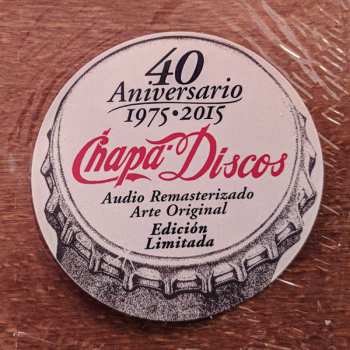 40
Aniversario
1975•2015
Chapa Discos
Audio Remasterizado
Arte Original
Edición
Limitada